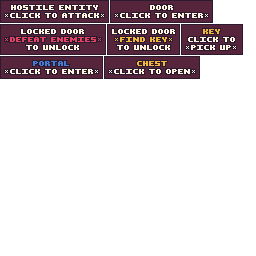 HOSTILE ENTITY
*CLICK TO ATTACK*
DOOR
*CLICK TO ENTER*
LOCKED DOOR
*DEFEAT ENEMIES*
TO UNLOCK
LOCKED DOOR
*FIND KEY*
TO UNLOCK
KEY
CLICK TO
*PICK UP*
PORTAL
*CLICK TO ENTER*
CHEST
*CLICK TO OPEN*